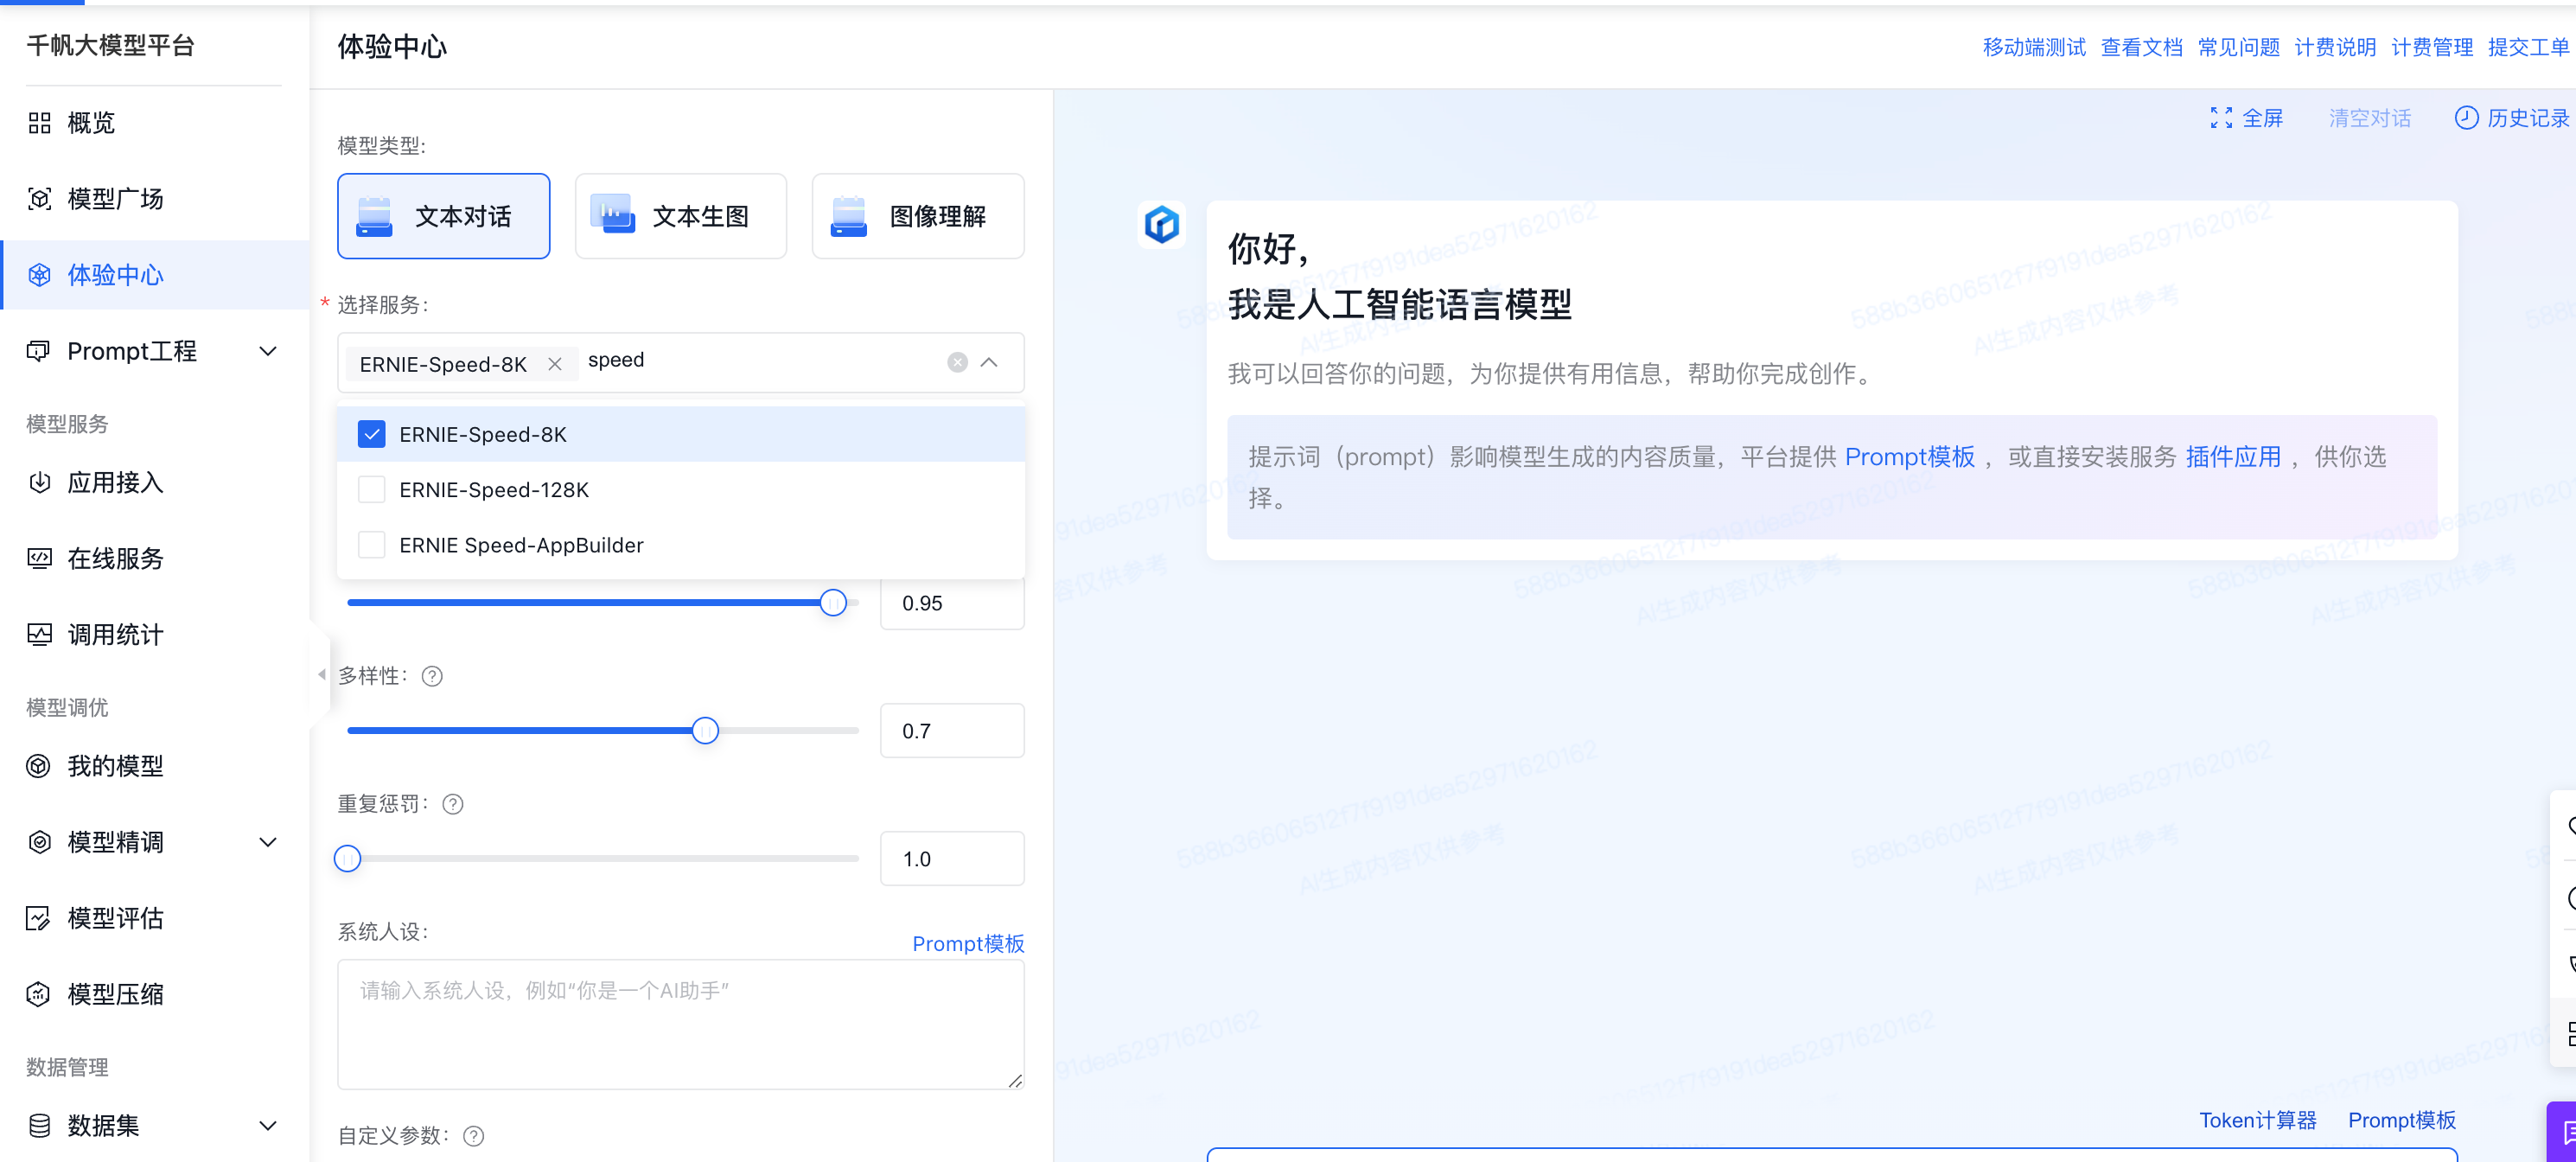 千帆大模型平台
概览
模型广场
体验中心
Prompt工程
模型服务
应用接入
在线服务
调用统计
模型调优
我的模型
模型精调
模型评估
模型压缩
数据管理
数据集
体验中心
移动端测试 查看文档 常见问题 计费说明 计费管理 提交工单
模型类型:
文本对话 文本生图 图像理解
* 选择服务:
ERNIE-Speed-8K speed
ERNIE-Speed-8K
ERNIE-Speed-128K
ERNIE Speed-AppBuilder
0.95
多样性:
0.7
重复惩罚:
1.0
系统人设:
Prompt模板
请输入系统人设，例如“你是一个AI助手”
自定义参数:
全屏 清空对话 历史记录
你好，
我是人工智能语言模型
我可以回答你的问题，为你提供有用信息，帮助你完成创作。
提示词（prompt）影响模型生成的内容质量，平台提供 Prompt模板 ，或直接安装服务 插件应用 ，供你选
择。
588b36606512f7f9191dea52971620162
AI生成内容仅供参考
Token计算器 Prompt模板